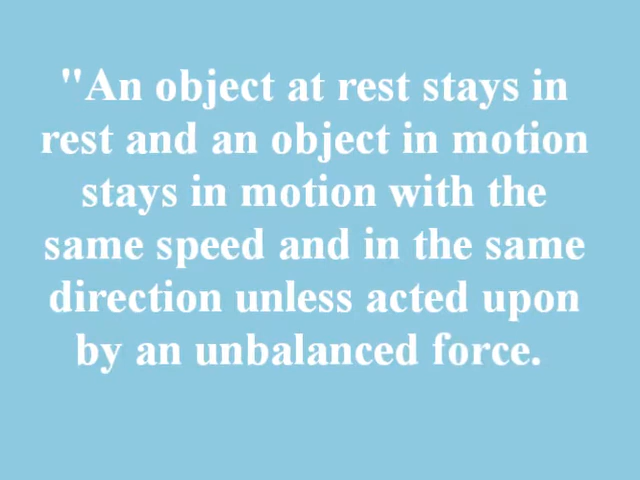 "An object at rest stays in
rest and an object in motion
stays in motion with the
same speed and in the same
direction unless acted upon
by an unbalanced force.